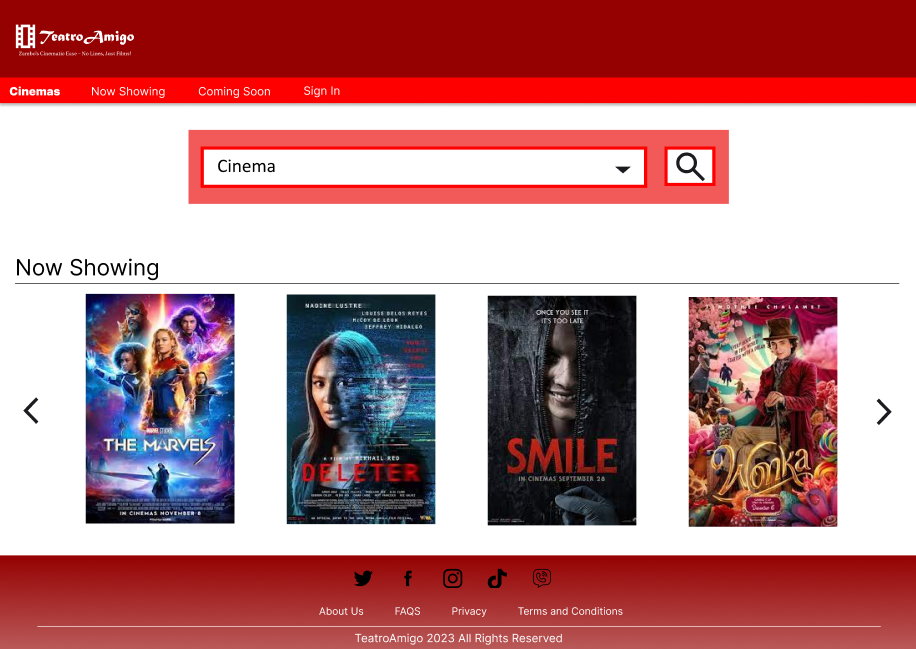 TeatroAmigo
Zambo's Cinematic Ease - No Lines, Just Films!
Cinemas
Now Showing
Coming Soon
Sign In
Cinema
Now Showing
MARVEL STUDIOS
THE MARVELS
IN CINEMAS NOVEMBER 8
NADINE LUSTRE
LOUISE DELOS REYES
McCOY DE LEON
JEFFREY HIDALGO
A FILM BY MIKHAIL RED
DELETER
ONCE YOU SEE IT
IT'S TOO LATE
SMILE
IN CINEMAS SEPTEMBER 28
TIMOTHÉE CHALAMET
Wonka
About Us
FAQS
Privacy
Terms and Conditions
TeatroAmigo 2023 All Rights Reserved